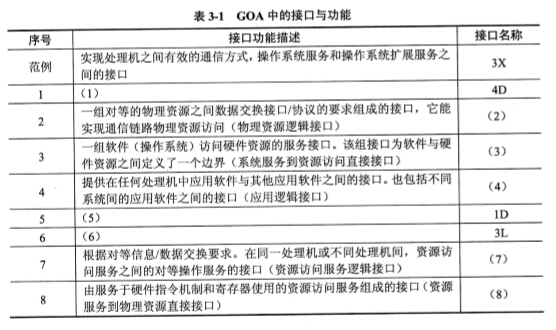 表 3-1 GOA 中的接口与功能
序号 接口功能描述 接口名称
范例 实现处理机之间有效的通信方式，操作系统服务和操作系统扩展服务之
间的接口 3X
1 （1） 4D
2 一组对等的物理资源之间数据交换接口/协议的要求组成的接口，它能
实现通信链路物理资源访问（物理资源逻辑接口） （2）
3 一组软件（操作系统）访问硬件资源的服务接口。该组接口为软件与硬
件资源之间定义了一个边界（系统服务到资源访问直接接口） （3）
4 提供在任何处理机中应用软件与其他应用软件之间的接口。也包括不同
系统间的应用软件之间的接口（应用逻辑接口） （4）
5 （5） 1D
6 （6） 3L
7 根据对等信息/数据交换要求。在同一处理机或不同处理机间，资源访
问服务之间的对等操作服务的接口（资源访问服务逻辑接口） （7）
8 由服务于硬件指令机制和寄存器使用的资源访问服务组成的接口（资源
服务到物理资源直接接口） （8）